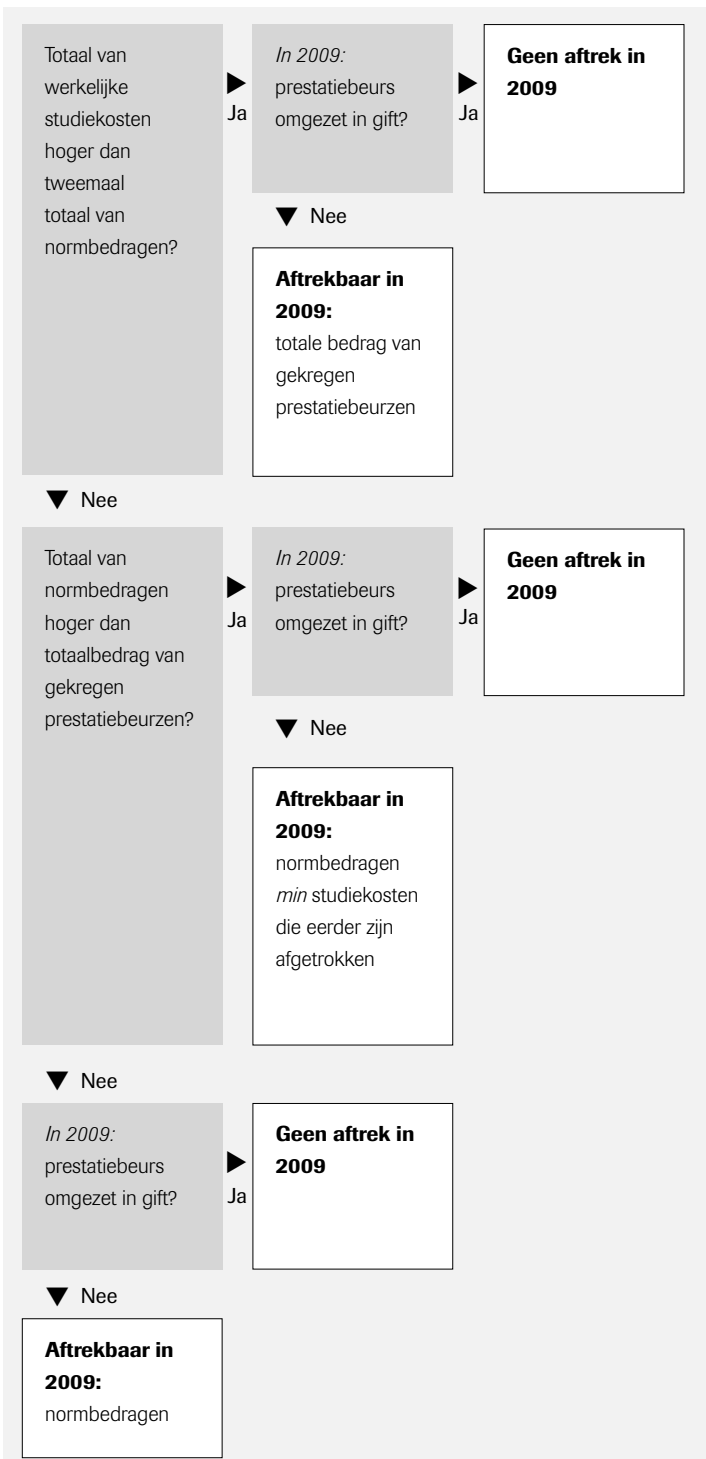 Totaal van
werkelijke
studiekosten
hoger dan
tweemaal
totaal van
normbedragen?
Ja
In 2009:
prestatiebeurs
omgezet in gift?
Ja
Geen aftrek in
2009
Nee
Aftrekbaar in
2009:
totale bedrag van
gekregen
prestatiebeurzen
Nee
Totaal van
normbedragen
hoger dan
totaalbedrag van
gekregen
prestatiebeurzen?
Ja
In 2009:
prestatiebeurs
omgezet in gift?
Ja
Geen aftrek in
2009
Nee
Aftrekbaar in
2009:
normbedragen
min studiekosten
die eerder zijn
afgetrokken
Nee
In 2009:
prestatiebeurs
omgezet in gift?
Ja
Geen aftrek in
2009
Nee
Aftrekbaar in
2009:
normbedragen